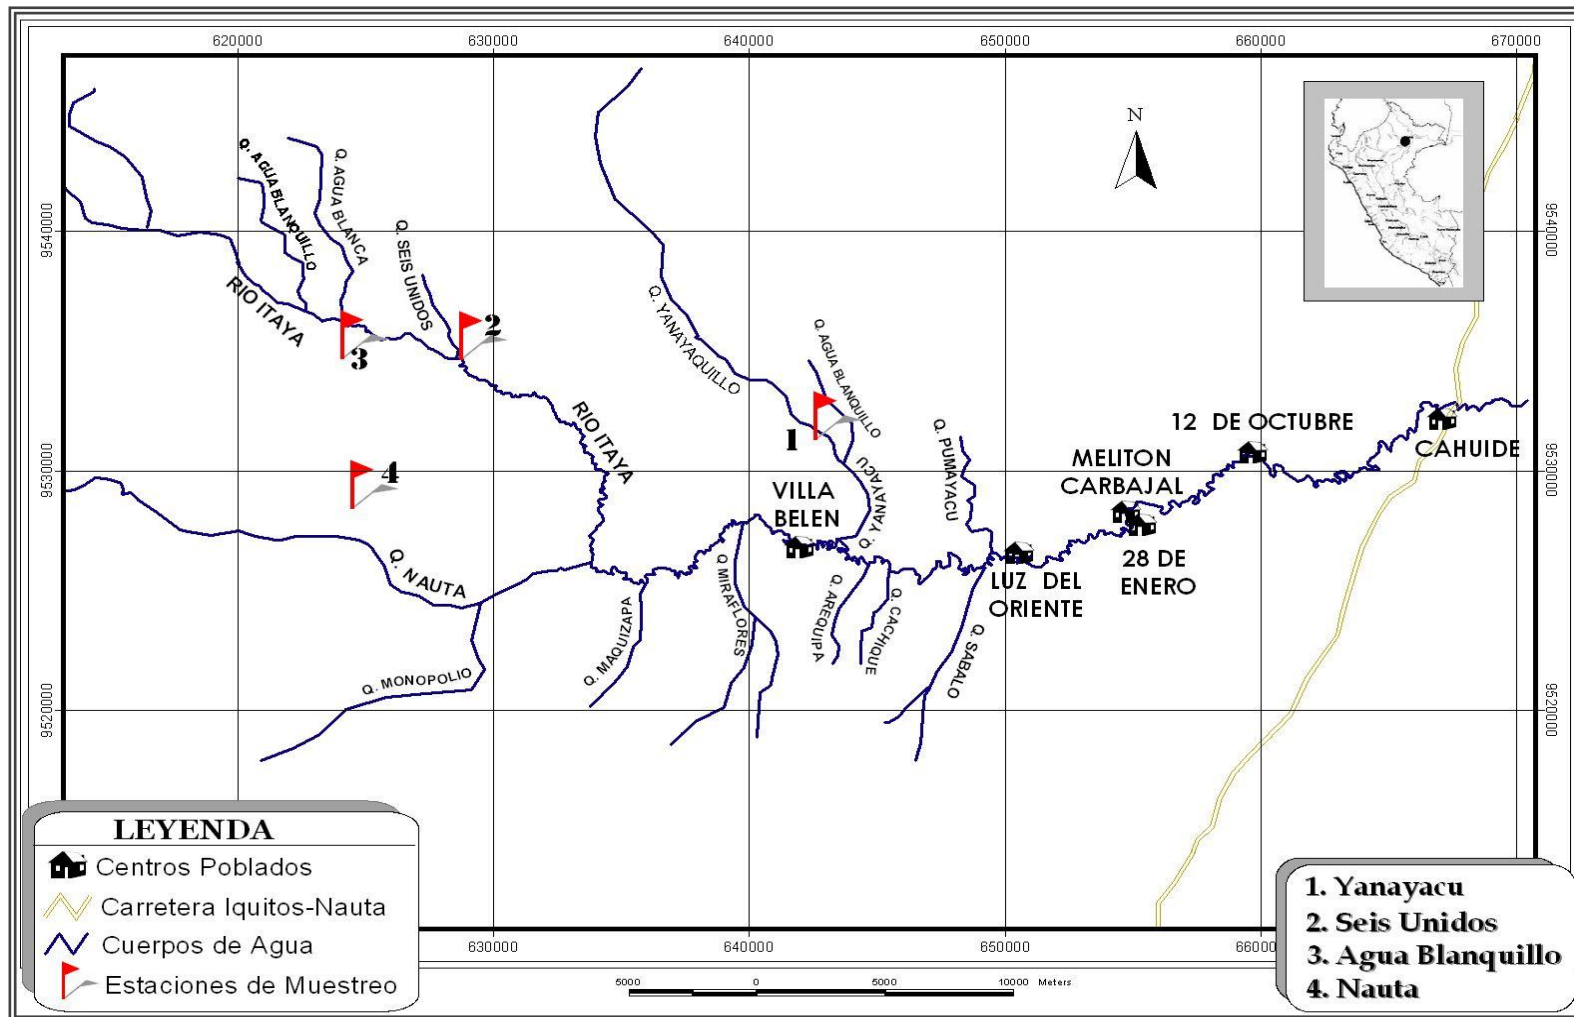 620000
630000
640000
650000
660000
670000
N
9540000
9540000
Q. AGUA BLANQUILLO
Q. AGUA BLANCA
Q. SEIS UNIDOS
RIO ITAYA
2
3
Q. YANAYAQUILLO
Q. AGUA BLANQUILLO
1
RIO ITAYA
12 DE OCTUBRE
CAHUIDE
MELITON
CARBAJAL
Q. PUMAYACU
9530000
9530000
4
VILLA
BELEN
Q. YANAYACU
28 DE
ENERO
LUZ DEL
ORIENTE
Q. NAUTA
Q. MAQUIZAPA
Q MIRAFLORES
Q. AREQUIPA
Q. CACHIQUE
Q. SABALO
Q. MONOPOLIO
9520000
9520000
LEYENDA
Centros Poblados
Carretera Iquitos-Nauta
Cuerpos de Agua
Estaciones de Muestreo
630000
640000
650000
5000
0
5000
10000 Meters
1. Yanayacu
2. Seis Unidos
3. Agua Blanquillo
4. Nauta